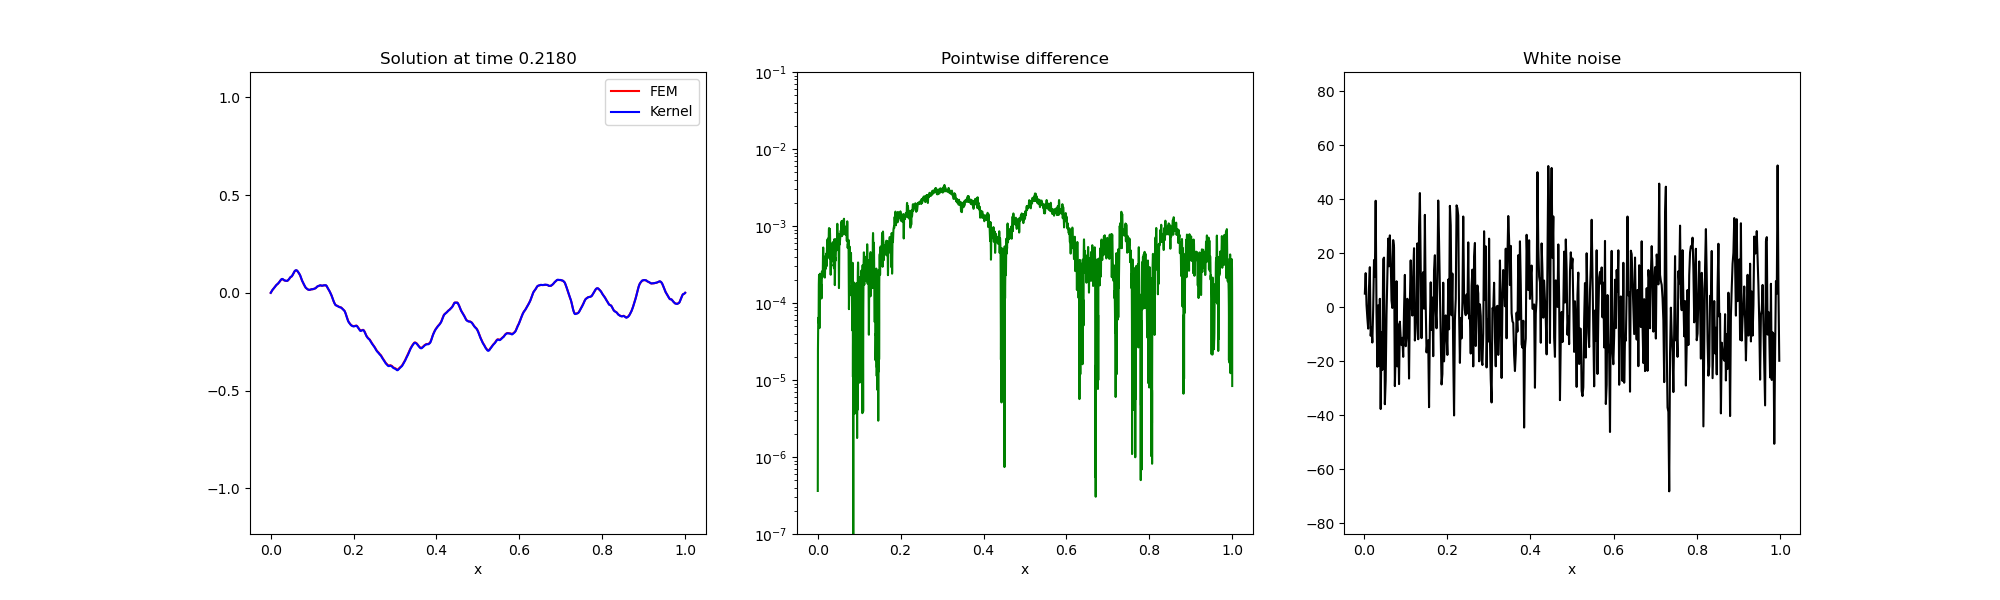 Solution at time 0.2180
1.0
0.5
0.0
−0.5
−1.0
0.0 0.2 0.4 0.6 0.8 1.0
x
FEM
Kernel
Pointwise difference
10⁻¹
10⁻²
10⁻³
10⁻⁴
10⁻⁵
10⁻⁶
10⁻⁷
0.0 0.2 0.4 0.6 0.8 1.0
x
White noise
80
60
40
20
0
−20
−40
−60
−80
0.0 0.2 0.4 0.6 0.8 1.0
x